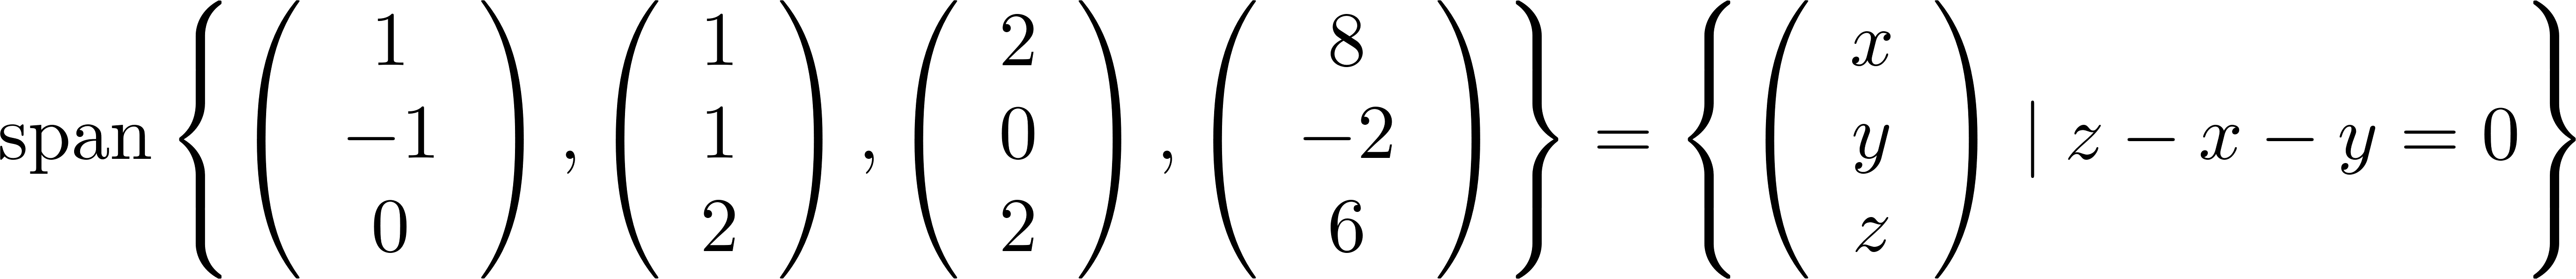 span { ( 1 −1 0 ) , ( 1 1 2 ) , ( 2 0 2 ) , ( 8 −2 6 ) } = { ( x y z ) | z − x − y = 0 }